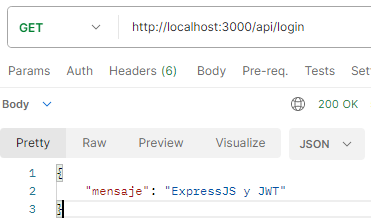 GET http://localhost:3000/api/login
Params Auth Headers (6) Body Pre-req. Tests Set
Body 200 OK
Pretty Raw Preview Visualize JSON
1 {
2 "mensaje": "ExpressJS y JWT"
3 }